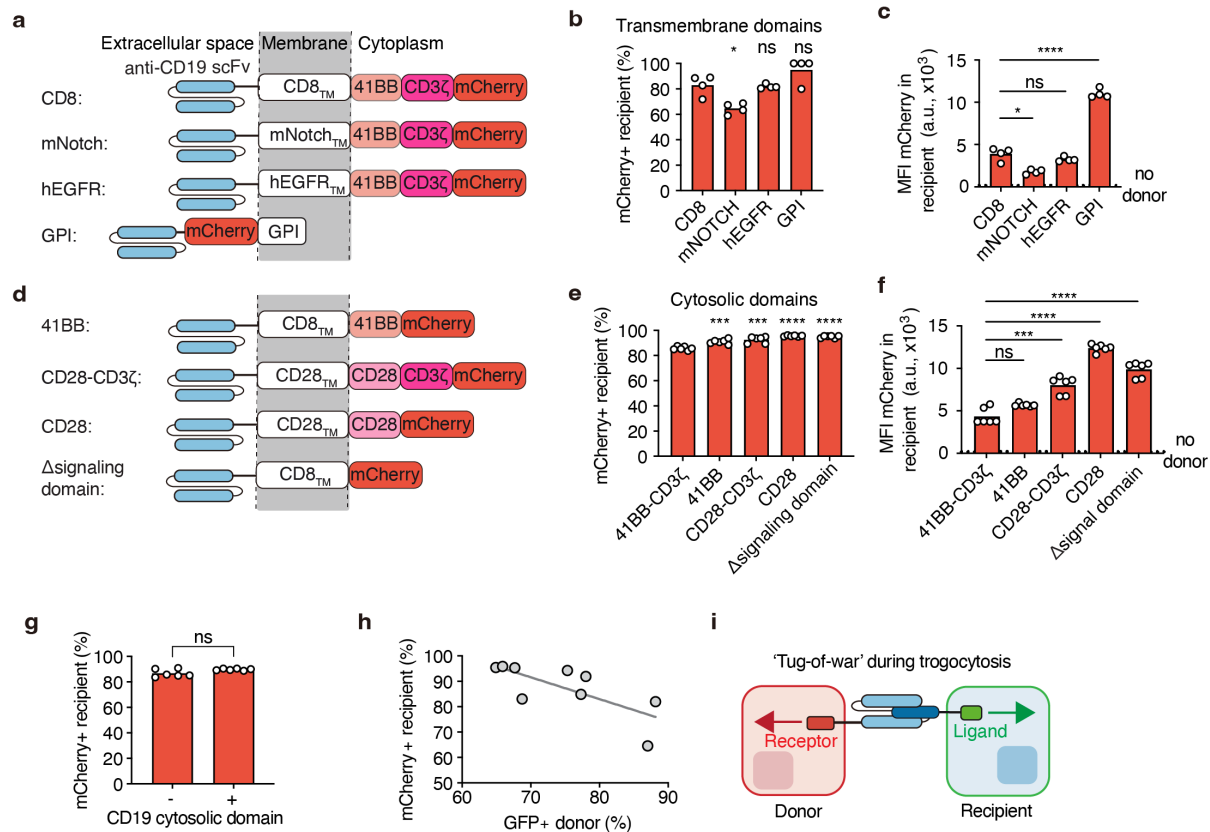 a
Extracellular space
Membrane
Cytoplasm
anti-CD19 scFv
CD8:
CD8TM
41BB
CD3ζ
mCherry
mNotch:
mNotchTM
41BB
CD3ζ
mCherry
hEGFR:
hEGFRTM
41BB
CD3ζ
mCherry
GPI:
mCherry
GPI
b
Transmembrane domains
mCherry+ recipient (%)
* ns ns
100
80
60
40
20
0
CD8
mNOTCH
hEGFR
GPI
c
MFI mCherry in
recipient (a.u., x103)
****
ns
*
15
10
5
0
no
donor
CD8
mNOTCH
hEGFR
GPI
d
41BB:
CD8TM
41BB
mCherry
CD28-CD3ζ:
CD28TM
CD28
CD3ζ
mCherry
CD28:
CD28TM
CD28
mCherry
Δsignaling
domain:
CD8TM
mCherry
e
Cytosolic domains
mCherry+ recipient (%)
*** *** **** ****
100
80
60
40
20
0
41BB-CD3ζ
41BB
CD28-CD3ζ
CD28
Δsignaling domain
f
MFI mCherry in
recipient (a.u., x103)
****
****
***
ns
15
10
5
0
no
donor
41BB-CD3ζ
41BB
CD28-CD3ζ
CD28
Δsignal domain
g
mCherry+ recipient (%)
ns
100
80
60
40
20
0
- +
CD19 cytosolic domain
h
mCherry+ recipient (%)
100
90
80
70
60
50
60 70 80 90
GFP+ donor (%)
i
‘Tug-of-war’ during trogocytosis
Receptor
Ligand
Donor
Recipient